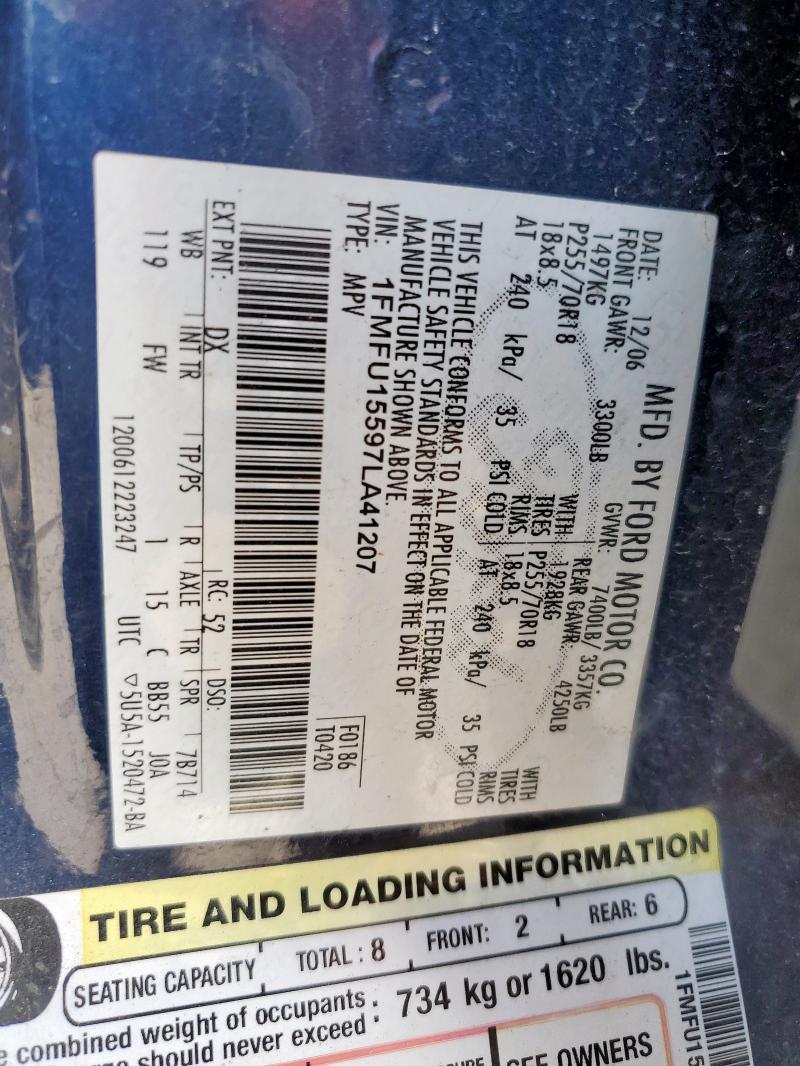 MFD. BY FORD MOTOR CO.
DATE: 12/06 GVWR: 7400LB/ 3357KG
FRONT GAWR: 3300LB REAR GAWR: 4250LB
1497KG WITH 1928KG WITH
P255/70R18 TIRES P255/70R18 TIRES
18x8.5 RIMS 18x8.5 RIMS
AT 240 kPa/ 35 PSI COLD AT 240 kPa/ 35 PSI COLD
THIS VEHICLE CONFORMS TO ALL APPLICABLE FEDERAL MOTOR
VEHICLE SAFETY STANDARDS IN EFFECT ON THE DATE OF
MANUFACTURE SHOWN ABOVE.
VIN: 1FMFU15597LA41207
TYPE: MPV
F0186
T0420
EXT PNT: DX RC: 52 DSO:
WB INT TR TP/PS R AXLE TR SPR 7B714
119 FW 1 15 C BB55 JOA
1200612223247 UTC ▽5U5A-1520472-BA
TIRE AND LOADING INFORMATION
SEATING CAPACITY TOTAL : 8 FRONT: 2 REAR: 6
combined weight of occupants : 734 kg or 1620 lbs.
should never exceed :
1FMFU15
SEE OWNERS